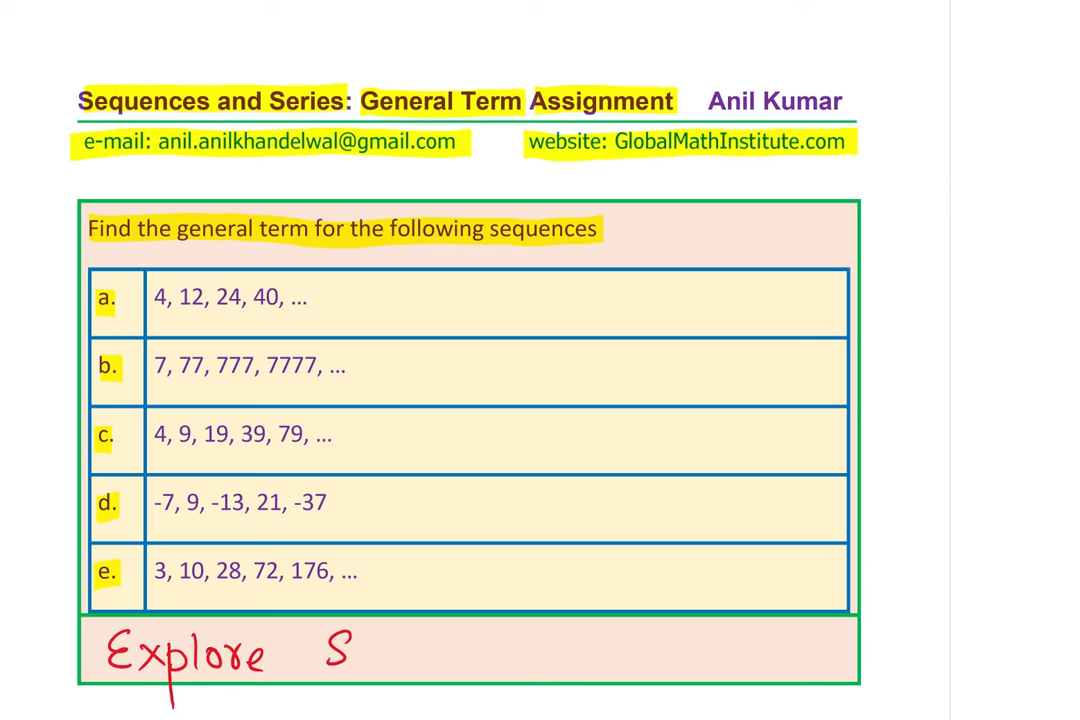 Sequences and Series: General Term Assignment Anil Kumar
e-mail: anil.anilkhandelwal@gmail.com website: GlobalMathInstitute.com
Find the general term for the following sequences
a. 4, 12, 24, 40, ...
b. 7, 77, 777, 7777, ...
c. 4, 9, 19, 39, 79, ...
d. -7, 9, -13, 21, -37
e. 3, 10, 28, 72, 176, ...
Explore S